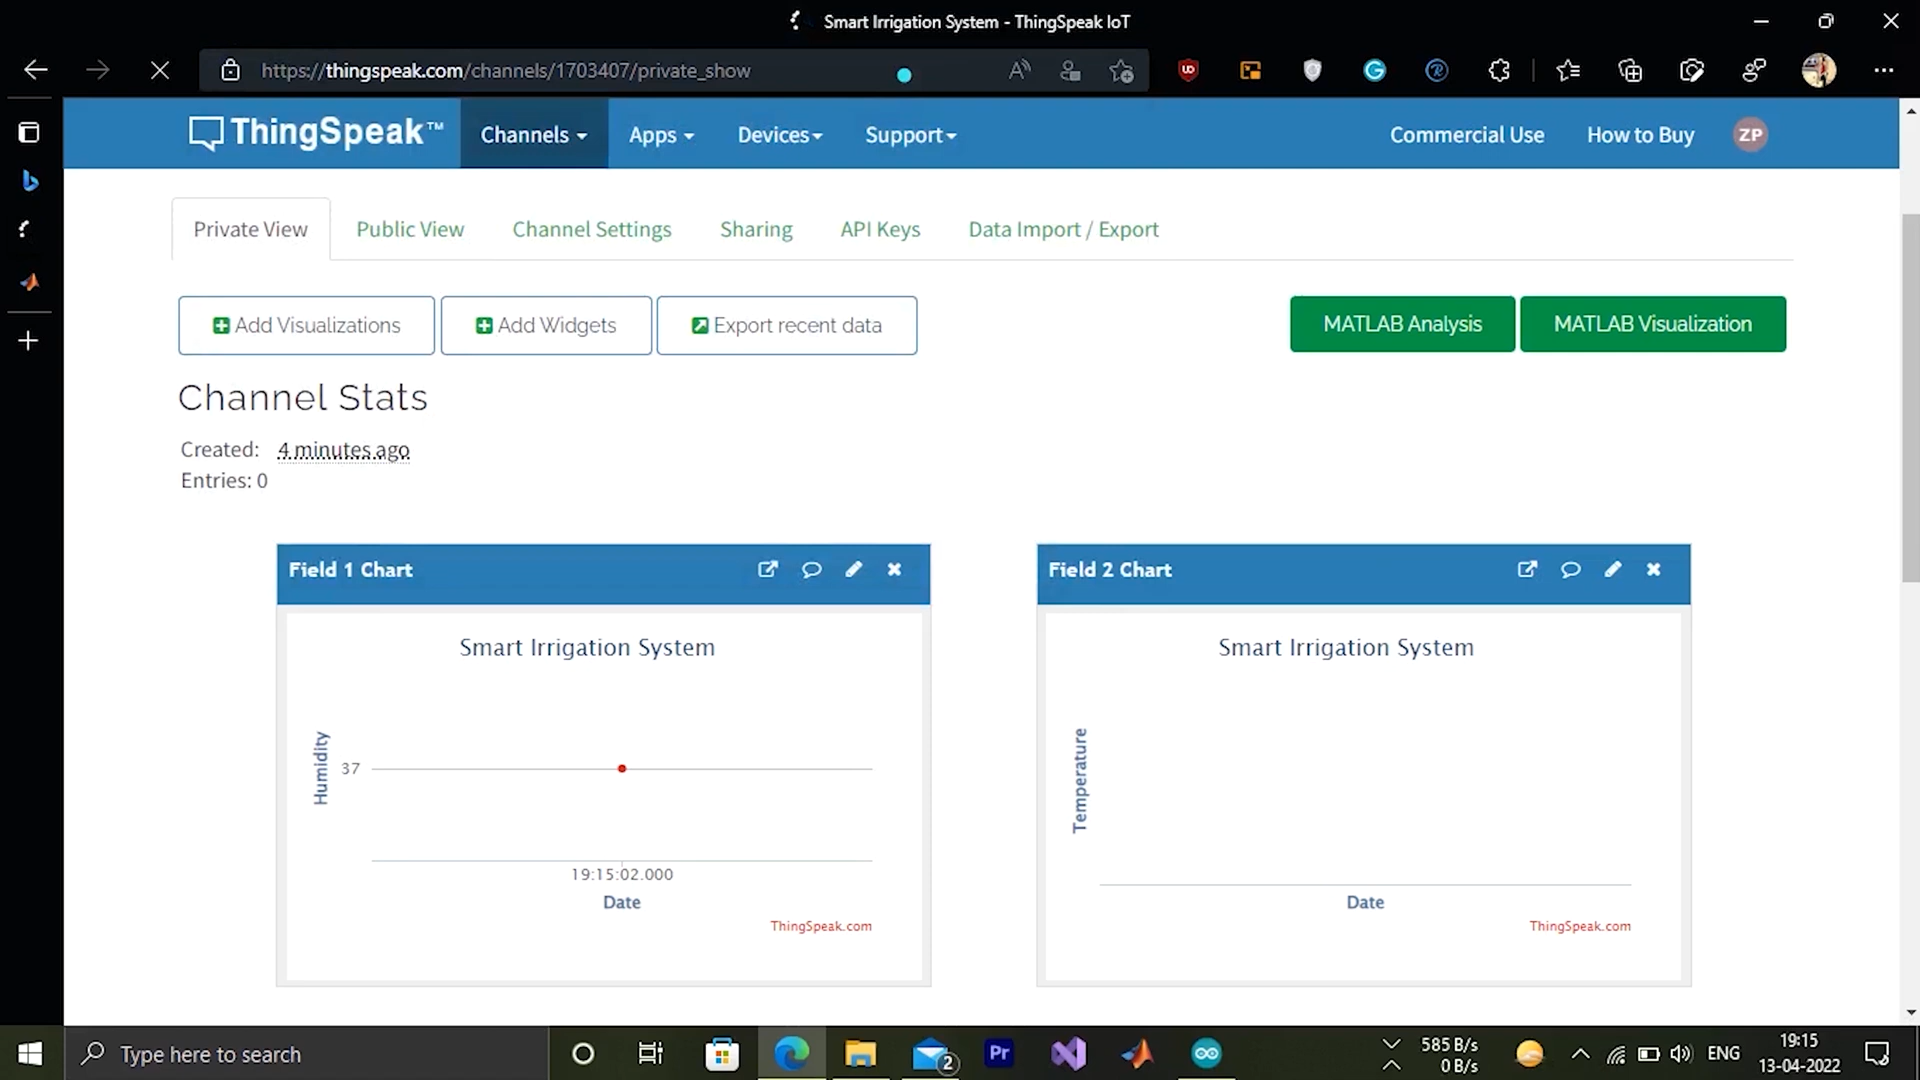 Smart Irrigation System - ThingSpeak IoT
https://thingspeak.com/channels/1703407/private_show
ThingSpeak™ Channels Apps Devices Support Commercial Use How to Buy ZP
Private View Public View Channel Settings Sharing API Keys Data Import / Export
Add Visualizations Add Widgets Export recent data MATLAB Analysis MATLAB Visualization
Channel Stats
Created: 4 minutes ago
Entries: 0
Field 1 Chart
Smart Irrigation System
Humidity
37
19:15:02.000
Date
ThingSpeak.com
Field 2 Chart
Smart Irrigation System
Temperature
Date
ThingSpeak.com
Type here to search
2
Pr
585 B/s
0 B/s
ENG
19:15
13-04-2022